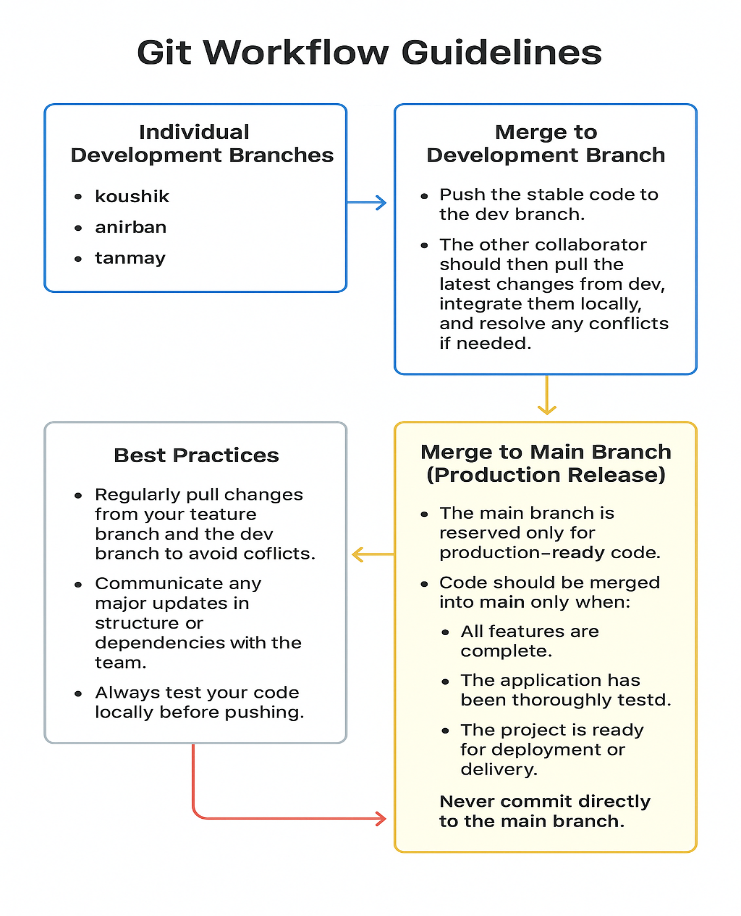 Git Workflow Guidelines
Individual
Development Branches
• koushik
• anirban
• tanmay
Merge to
Development Branch
• Push the stable code to
the dev branch.
• The other collaborator
should then pull the
latest changes from dev,
integrate them locally,
and resolve any conflicts
if needed.
Merge to Main Branch
(Production Release)
• The main branch is
reserved only for
production–ready code.
• Code should be merged
into main only when:
• All features are
complete.
• The application has
been thoroughly testd.
• The project is ready
for deployment or
delivery.
Never commit directly
to the main branch.
Best Practices
• Regularly pull changes
from your teature
branch and the dev
branch to avoid coflicts.
• Communicate any
major updates in
structure or
dependencies with the
team.
• Always test your code
locally before pushing.